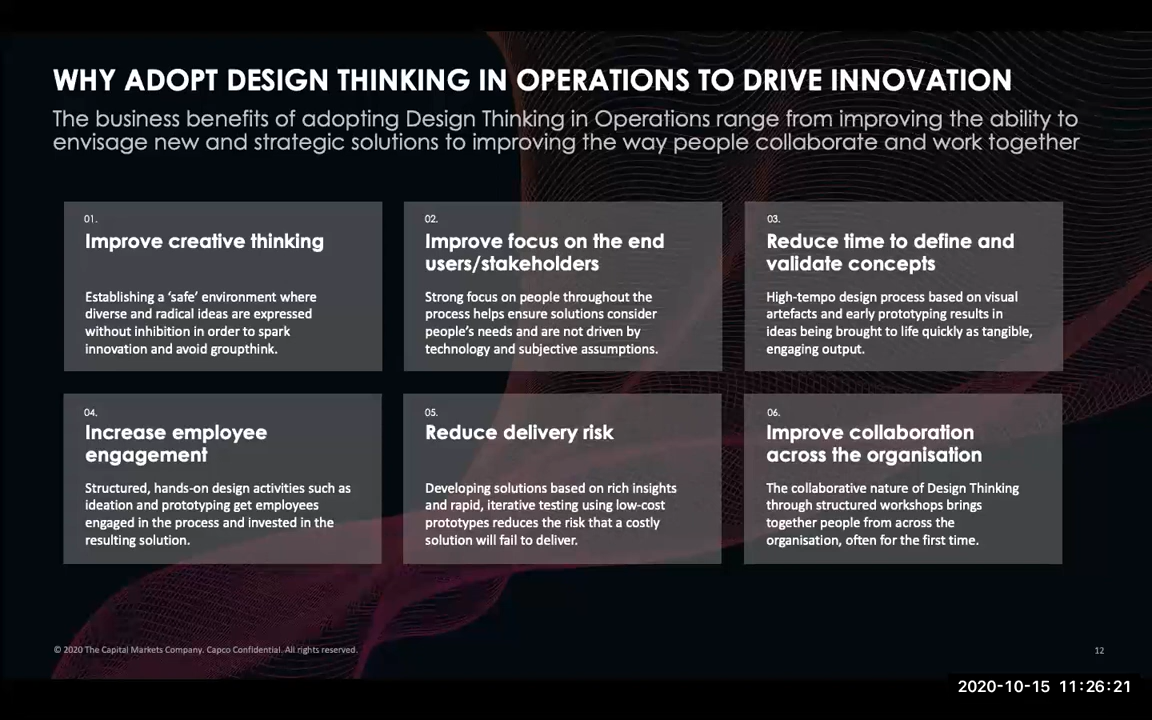 WHY ADOPT DESIGN THINKING IN OPERATIONS TO DRIVE INNOVATION
The business benefits of adopting Design Thinking in Operations range from improving the ability to
envisage new and strategic solutions to improving the way people collaborate and work together
01.
Improve creative thinking
Establishing a ‘safe’ environment where
diverse and radical ideas are expressed
without inhibition in order to spark
innovation and avoid groupthink.
02.
Improve focus on the end
users/stakeholders
Strong focus on people throughout the
process helps ensure solutions consider
people’s needs and are not driven by
technology and subjective assumptions.
03.
Reduce time to define and
validate concepts
High-tempo design process based on visual
artefacts and early prototyping results in
ideas being brought to life quickly as tangible,
engaging output.
04.
Increase employee
engagement
Structured, hands-on design activities such as
ideation and prototyping get employees
engaged in the process and invested in the
resulting solution.
05.
Reduce delivery risk
Developing solutions based on rich insights
and rapid, iterative testing using low-cost
prototypes reduces the risk that a costly
solution will fail to deliver.
06.
Improve collaboration
across the organisation
The collaborative nature of Design Thinking
through structured workshops brings
together people from across the
organisation, often for the first time.
© 2020 The Capital Markets Company. Capco Confidential. All rights reserved.
12
2020-10-15 11:26:21